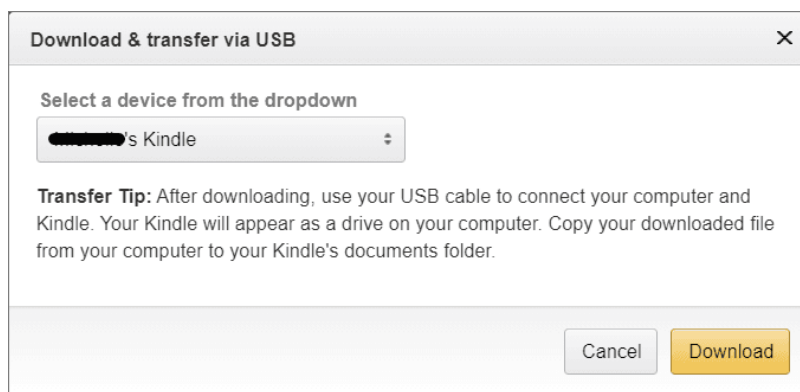 Download & transfer via USB
Select a device from the dropdown
's Kindle
Transfer Tip: After downloading, use your USB cable to connect your computer and
Kindle. Your Kindle will appear as a drive on your computer. Copy your downloaded file
from your computer to your Kindle's documents folder.
Cancel Download